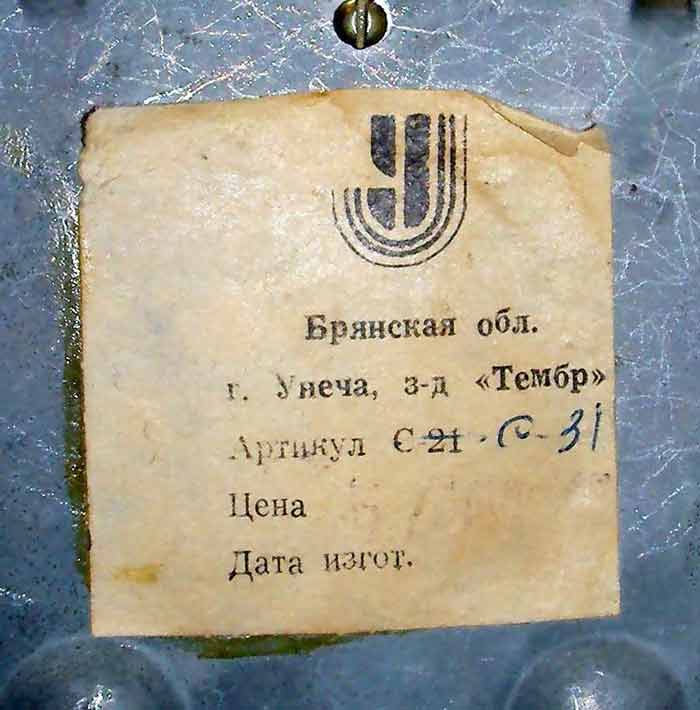 У
Брянская обл.
г. Унеча, з-д «Тембр»
Артикул С-21 · С-31
Цена
Дата изгот.